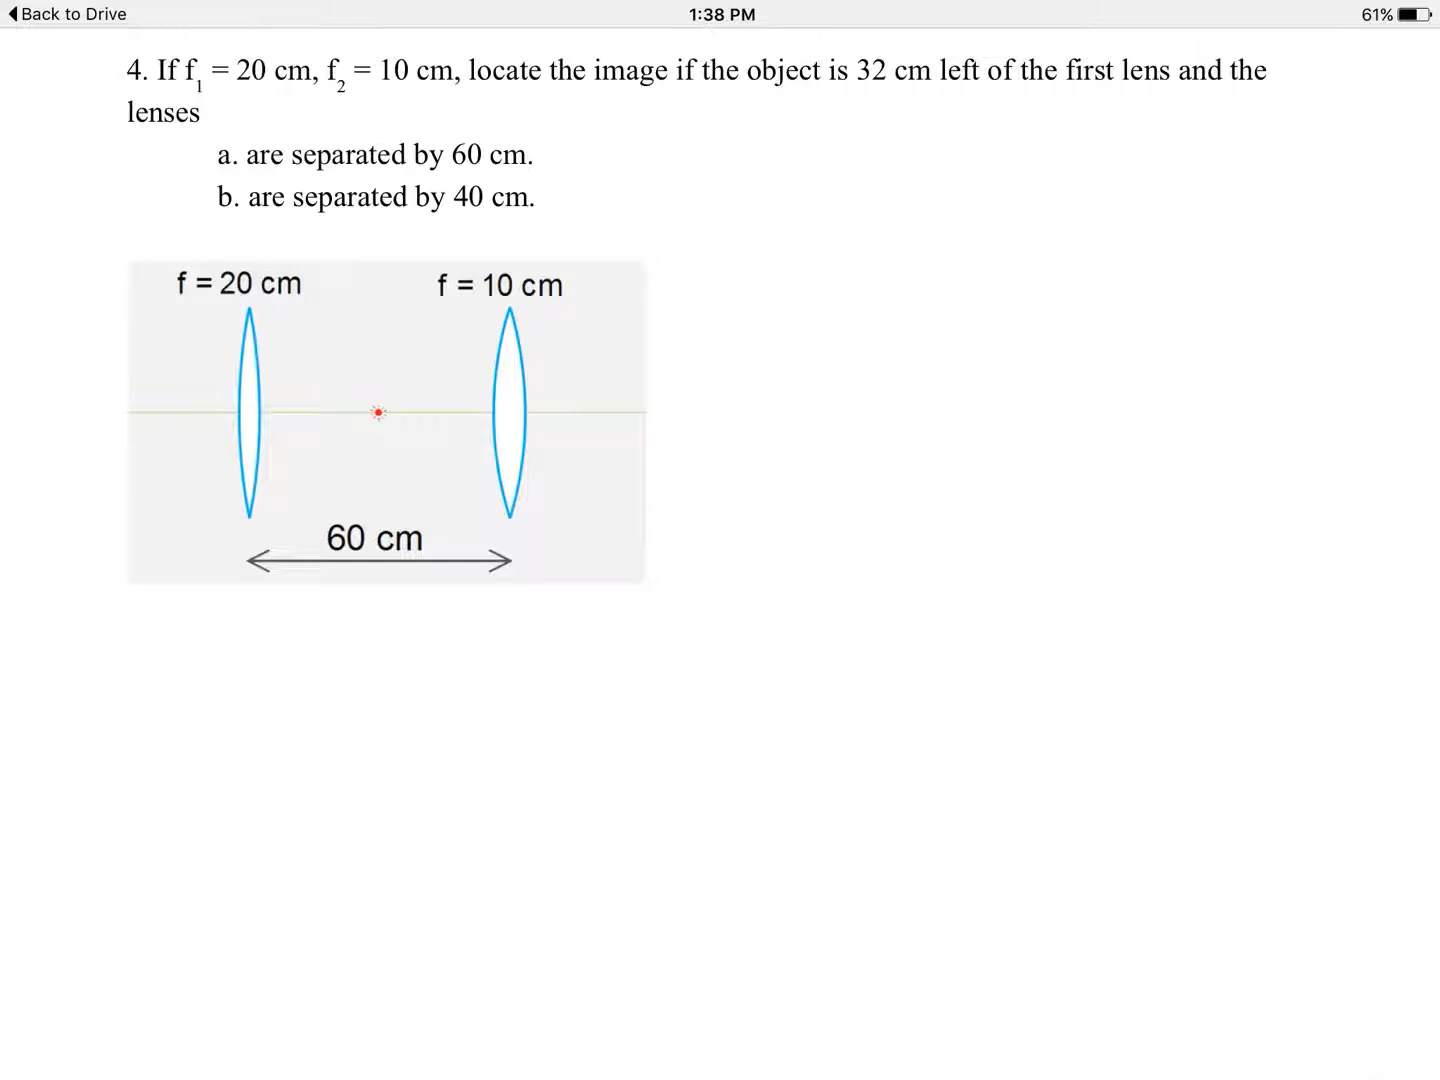 Back to Drive 1:38 PM 61%
4. If f₁ = 20 cm, f₂ = 10 cm, locate the image if the object is 32 cm left of the first lens and the
lenses
a. are separated by 60 cm.
b. are separated by 40 cm.
f = 20 cm f = 10 cm
60 cm